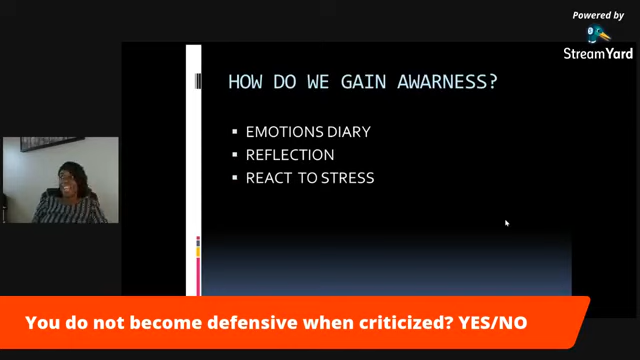 Powered by
StreamYard
HOW DO WE GAIN AWARNESS?
▪ EMOTIONS DIARY
▪ REFLECTION
▪ REACT TO STRESS
You do not become defensive when criticized? YES/NO